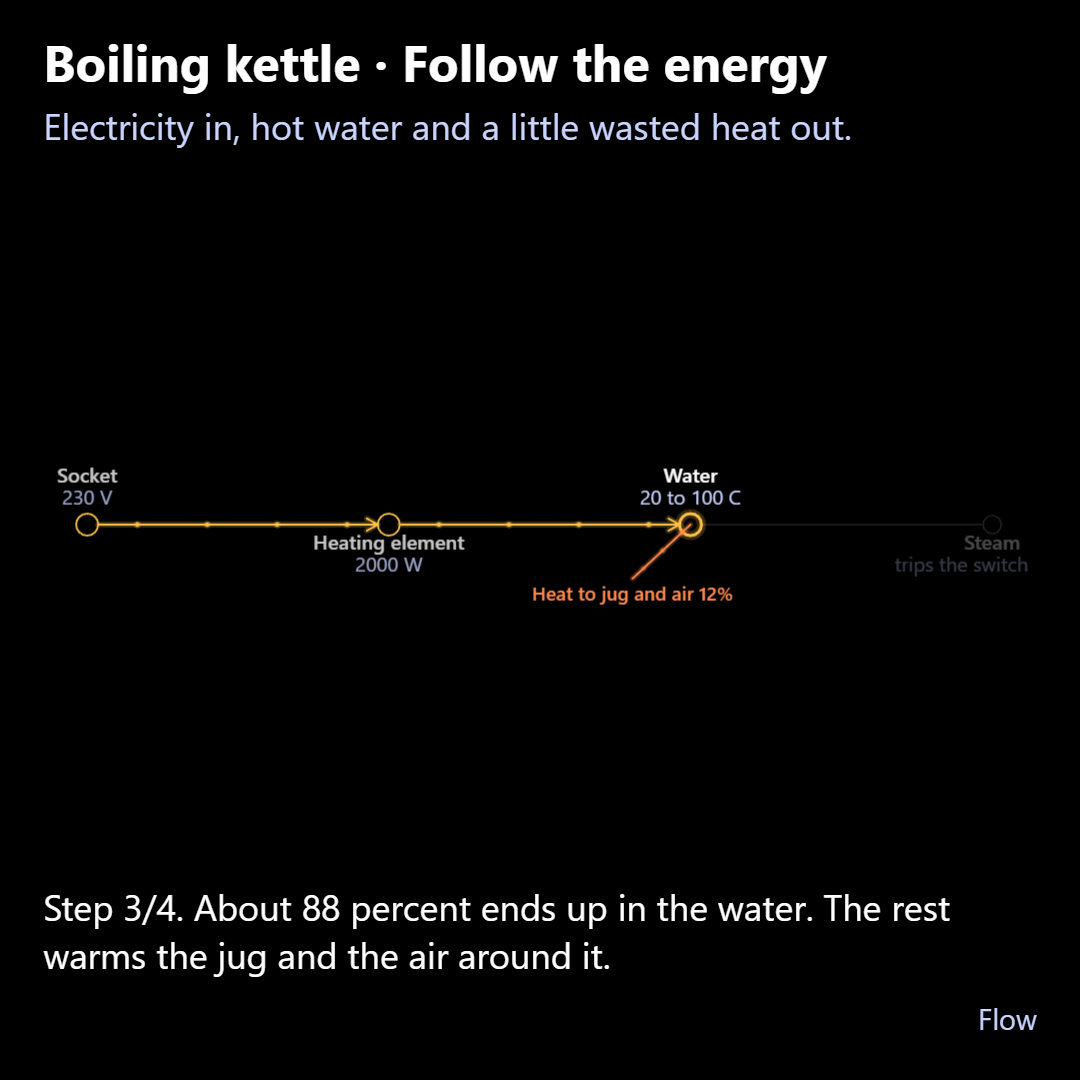 Boiling kettle · Follow the energy
Electricity in, hot water and a little wasted heat out.
Socket
230 V
Heating element
2000 W
Water
20 to 100 C
Heat to jug and air 12%
Steam
trips the switch
Step 3/4. About 88 percent ends up in the water. The rest
warms the jug and the air around it.
Flow